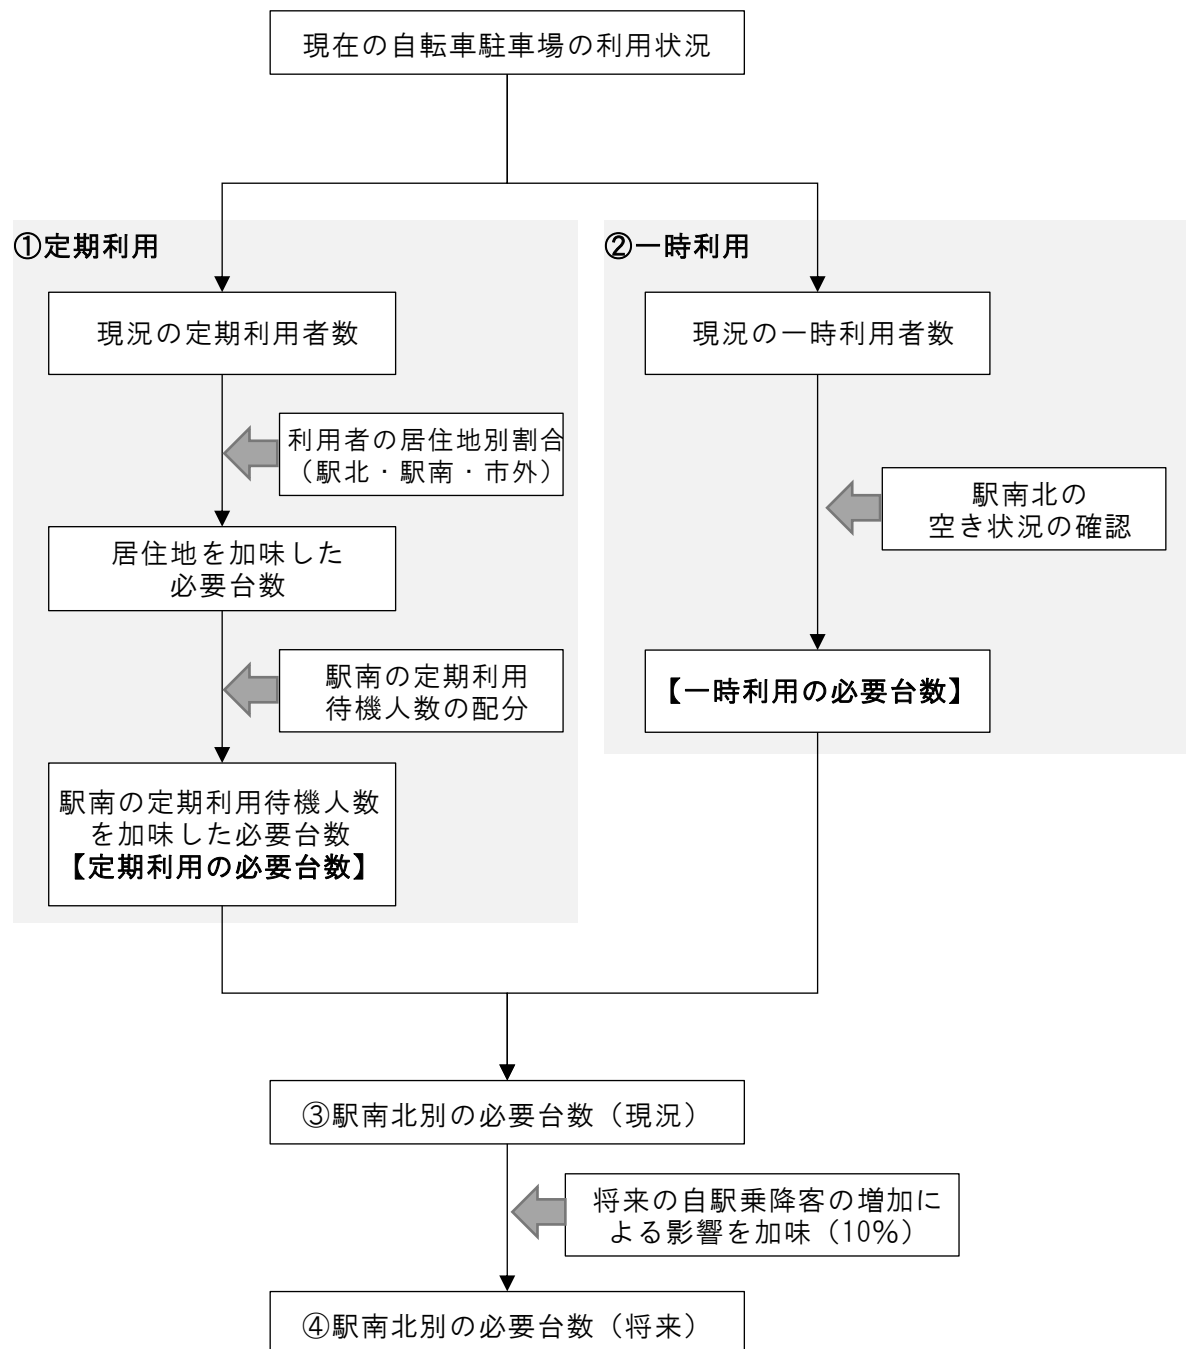 現在の自転車駐車場の利用状況
①定期利用
現況の定期利用者数
利用者の居住地別割合
（駅北・駅南・市外）
居住地を加味した
必要台数
駅南の定期利用
待機人数の配分
駅南の定期利用待機人数
を加味した必要台数
【定期利用の必要台数】
②一時利用
現況の一時利用者数
駅南北の
空き状況の確認
【一時利用の必要台数】
③駅南北別の必要台数（現況）
将来の自駅乗降客の増加に
よる影響を加味（10％）
④駅南北別の必要台数（将来）